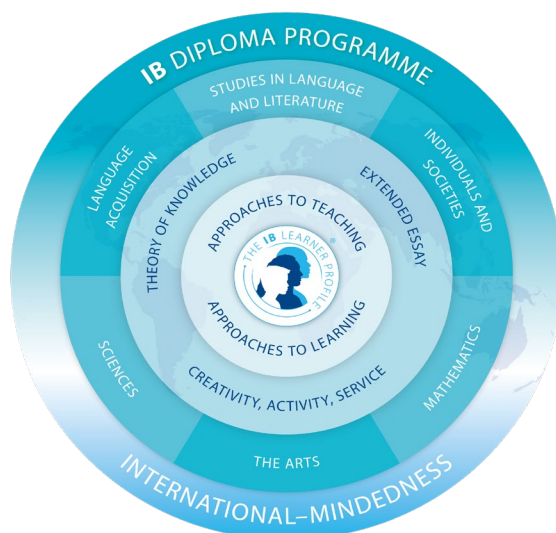 IB DIPLOMA PROGRAMME
STUDIES IN LANGUAGE
AND LITERATURE
LANGUAGE
ACQUISITION
INDIVIDUALS AND
SOCIETIES
THEORY OF KNOWLEDGE
EXTENDED ESSAY
APPROACHES TO TEACHING
THE IB LEARNER PROFILE
®
APPROACHES TO LEARNING
CREATIVITY, ACTIVITY, SERVICE
SCIENCES
MATHEMATICS
THE ARTS
INTERNATIONAL–MINDEDNESS